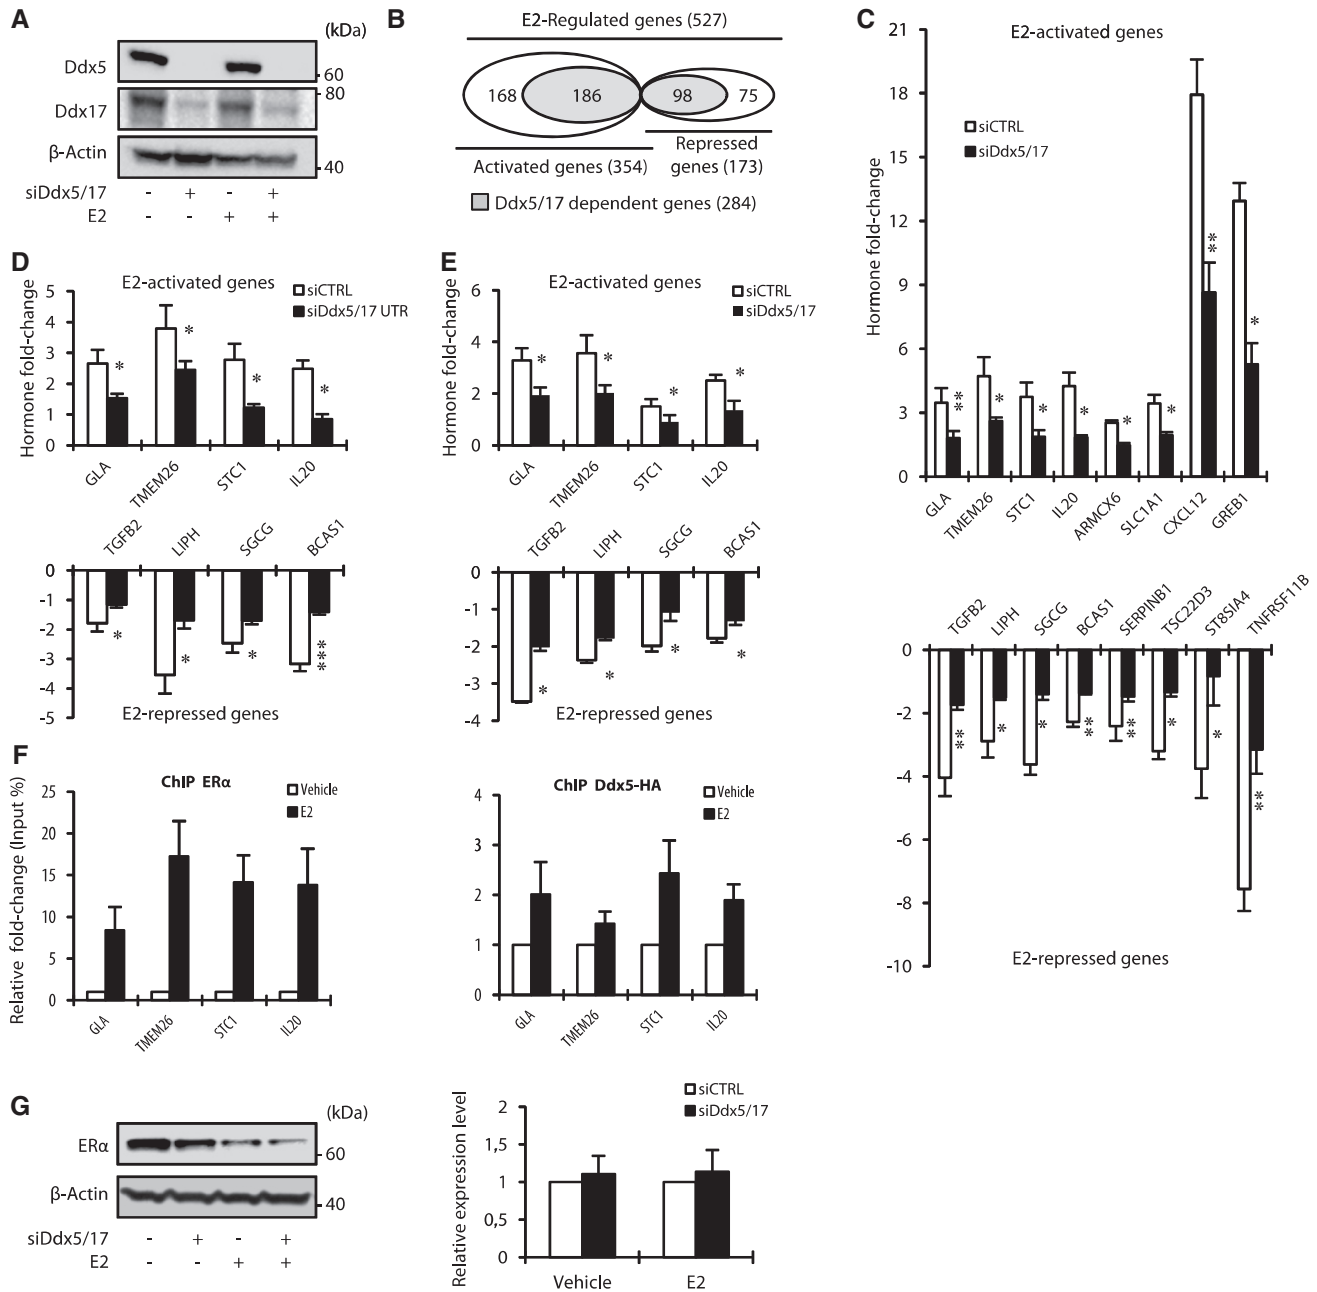 A
(kDa)
Ddx5
60
80
Ddx17
β-Actin
40
siDdx5/17 - + - +
E2 - - + +
B
E2-Regulated genes (527)
168 186 98 75
Activated genes (354)
Repressed
genes (173)
Ddx5/17 dependent genes (284)
C
E2-activated genes
siCTRL
siDdx5/17
Hormone fold-change
21
18
15
12
9
6
3
0
** * * * * * ** *
GLA TMEM26 STC1 IL20 ARMCX6 SLC1A1 CXCL12 GREB1
TGFB2 LIPH SGCG BCAS1 SERPINB1 TSC22D3 ST8SIA4 TNFRSF11B
0
-2
-4
-6
-8
-10
** * * ** ** * * **
E2-repressed genes
D
E2-activated genes
siCTRL
siDdx5/17 UTR
Hormone fold-change
5
4
3
2
1
0
* * * *
GLA TMEM26 STC1 IL20
TGFB2 LIPH SGCG BCAS1
0
-1
-2
-3
-4
-5
* * * ***
E2-repressed genes
E
E2-activated genes
siCTRL
siDdx5/17
Hormone fold-change
6
4
2
0
* * * *
GLA TMEM26 STC1 IL20
TGFB2 LIPH SGCG BCAS1
0
-1
-2
-3
-4
* * * *
E2-repressed genes
F
ChIP ERα
Vehicle
E2
Relative fold-change (Input %)
25
20
15
10
5
0
GLA TMEM26 STC1 IL20
ChIP Ddx5-HA
Vehicle
E2
4
3
2
1
0
GLA TMEM26 STC1 IL20
G
(kDa)
ERα
60
β-Actin
40
siDdx5/17 - + - +
E2 - - + +
siCTRL
siDdx5/17
Relative expression level
2
1,5
1
0,5
0
Vehicle E2